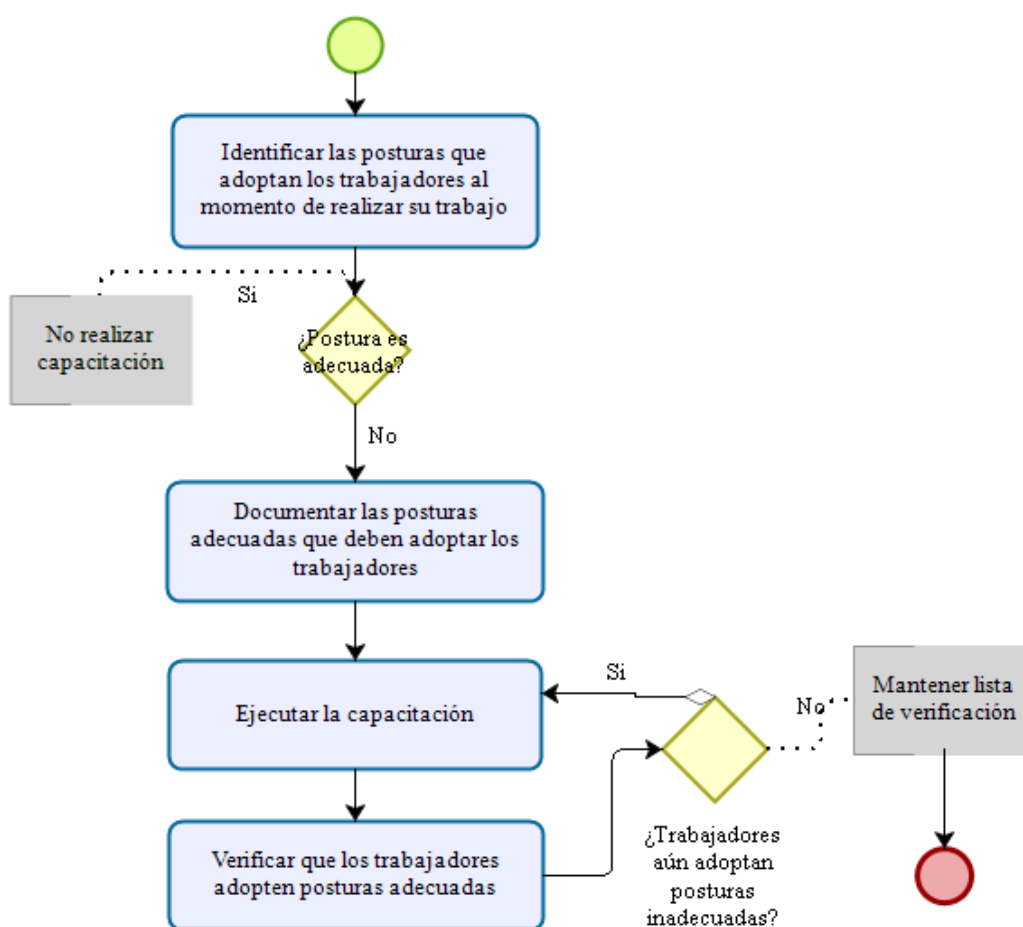 Identificar las posturas que
adoptan los trabajadores al
momento de realizar su trabajo
Si
No realizar
capacitación
¿Postura es
adecuada?
No
Documentar las posturas
adecuadas que deben adoptar los
trabajadores
Ejecutar la capacitación
Si
No
Mantener lista
de verificación
Verificar que los trabajadores
adopten posturas adecuadas
¿Trabajadores
aún adoptan
posturas
inadecuadas?